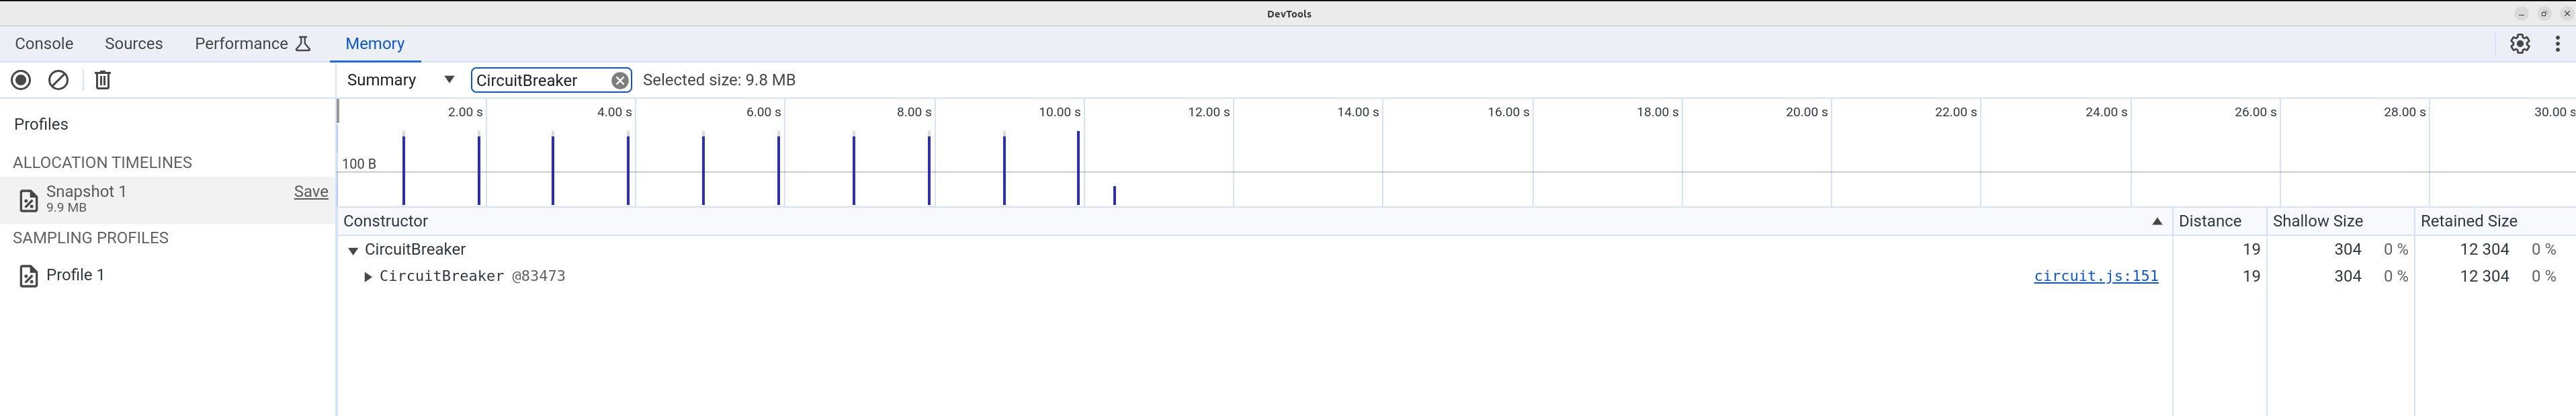 DevTools
Console Sources Performance Memory
Summary CircuitBreaker Selected size: 9.8 MB
2.00 s 4.00 s 6.00 s 8.00 s 10.00 s 12.00 s 14.00 s 16.00 s 18.00 s 20.00 s 22.00 s 24.00 s 26.00 s 28.00 s 30.00 s
Profiles
100 B
ALLOCATION TIMELINES
Snapshot 1 Save
9.9 MB
SAMPLING PROFILES
Profile 1
Constructor Distance Shallow Size Retained Size
CircuitBreaker 19 304 0 % 12 304 0 %
CircuitBreaker @83473 circuit.js:151 19 304 0 % 12 304 0 %